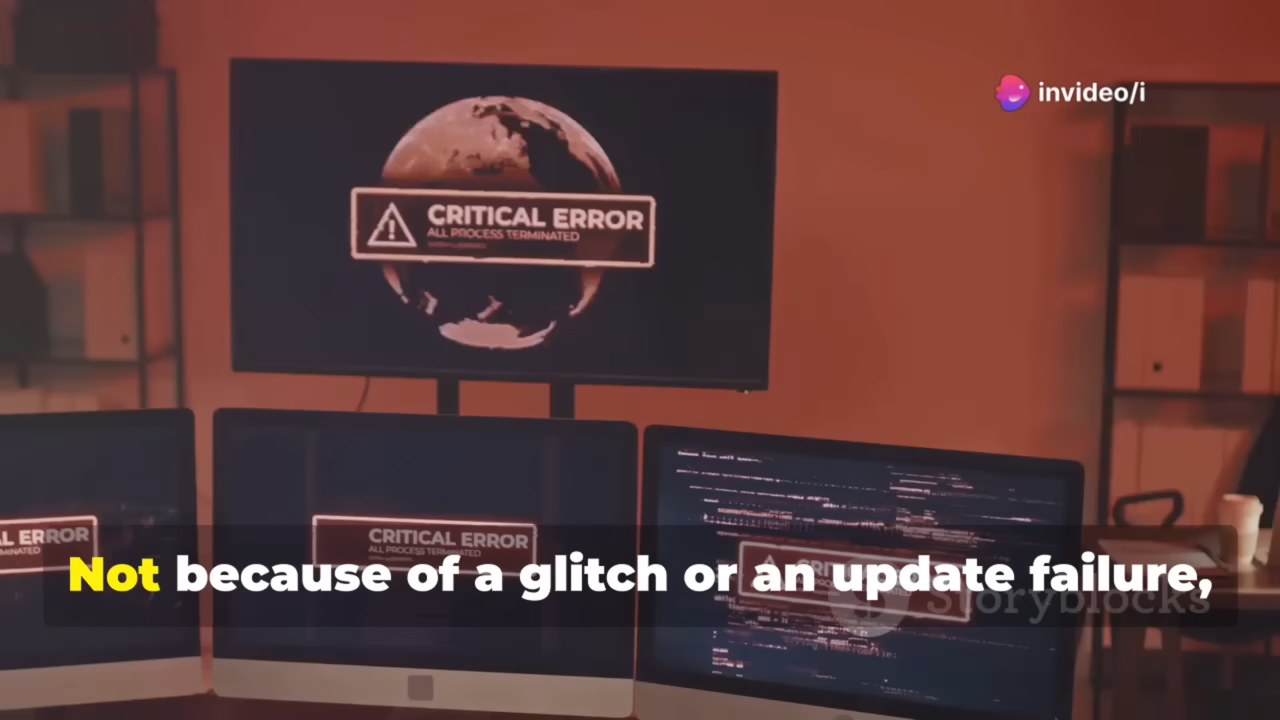 invideo/i
CRITICAL ERROR
ALL PROCESS TERMINATED
CRITICAL ERROR
ALL PROCESS TERMINATED
L ERROR
MINATED
Not because of a glitch or an update failure,
Storyblocks